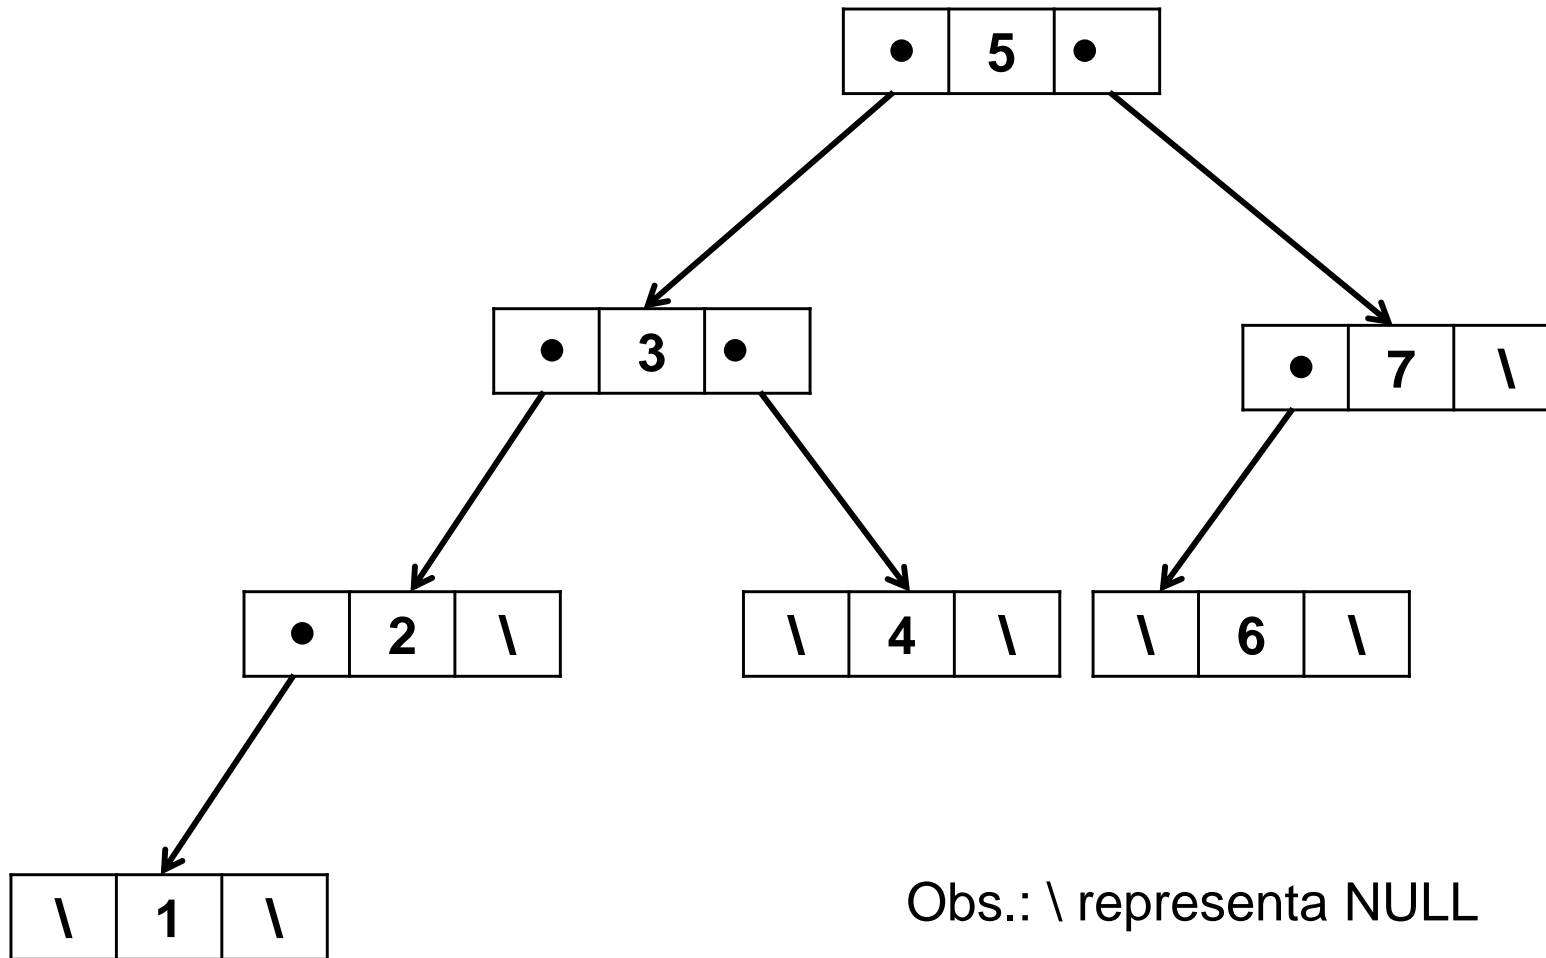 • 5 •
• 3 •
• 7 \
• 2 \
\ 4 \
\ 6 \
\ 1 \
Obs.: \ representa NULL